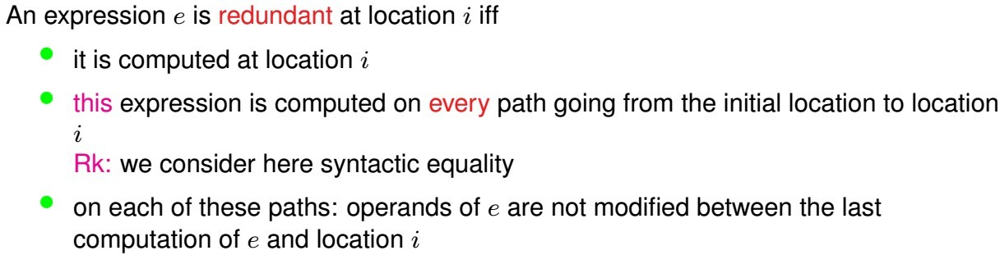 An expression e is redundant at location i iff
• it is computed at location i
• this expression is computed on every path going from the initial location to location
i
Rk: we consider here syntactic equality
• on each of these paths: operands of e are not modified between the last
computation of e and location i